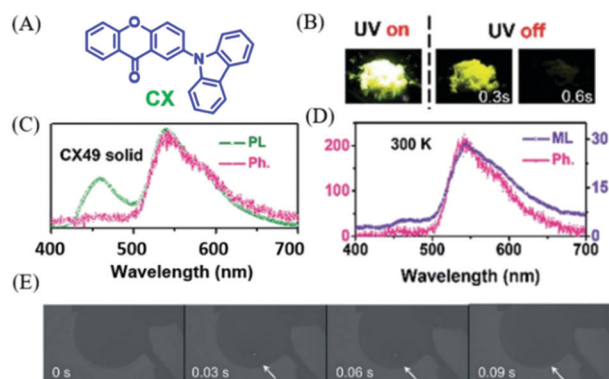 (A)
O
N
O
CX
(B)
UV on
UV off
0.3s
0.6s
(C)
CX49 solid
PL
Ph.
400 500 600 700
Wavelength (nm)
(D)
300 K
ML
Ph.
200
100
0
30
15
0
400 500 600 700
Wavelength (nm)
(E)
0 s
0.03 s
0.06 s
0.09 s